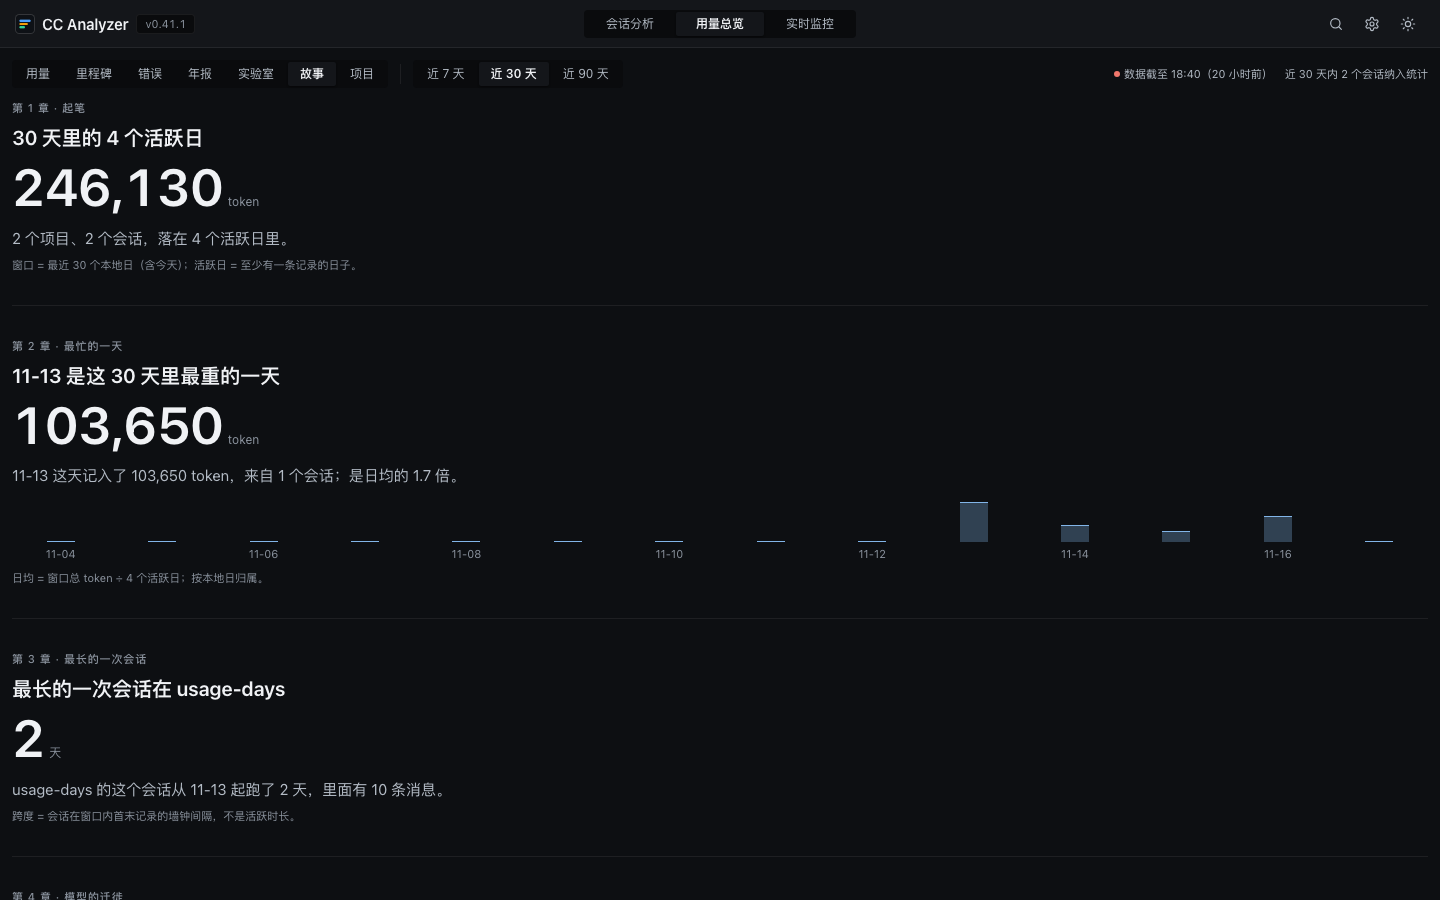 CC Analyzer v0.41.1 会话分析 用量总览 实时监控
用量 里程碑 错误 年报 实验室 故事 项目 近 7 天 近 30 天 近 90 天 数据截至 18:40（20 小时前） 近 30 天内 2 个会话纳入统计
第 1 章 · 起笔
30 天里的 4 个活跃日
246,130 token
2 个项目、2 个会话，落在 4 个活跃日里。
窗口 = 最近 30 个本地日（含今天）；活跃日 = 至少有一条记录的日子。
第 2 章 · 最忙的一天
11-13 是这 30 天里最重的一天
103,650 token
11-13 这天记入了 103,650 token，来自 1 个会话；是日均的 1.7 倍。
11-04 11-06 11-08 11-10 11-12 11-14 11-16
日均 = 窗口总 token ÷ 4 个活跃日；按本地日归属。
第 3 章 · 最长的一次会话
最长的一次会话在 usage-days
2 天
usage-days 的这个会话从 11-13 起跑了 2 天，里面有 10 条消息。
跨度 = 会话在窗口内首末记录的墙钟间隔，不是活跃时长。
第 4 章 · 模型的迁徙